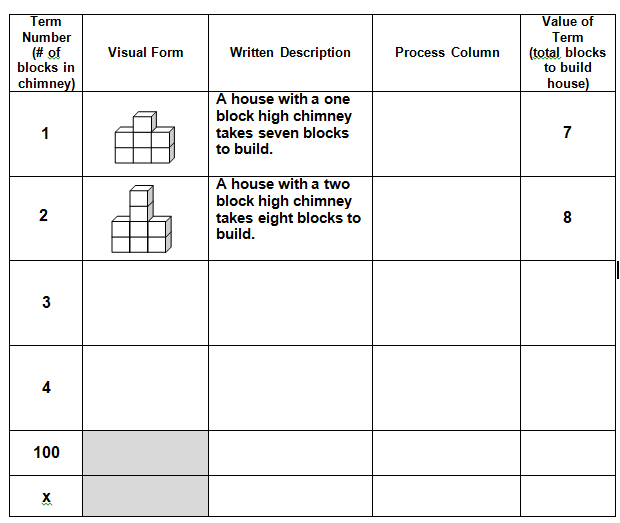 Term
Number
(# of
blocks in
chimney)
Visual Form
Written Description
Process Column
Value of
Term
(total blocks
to build
house)
1
A house with a one
block high chimney
takes seven blocks
to build.
7
2
A house with a two
block high chimney
takes eight blocks to
build.
8
3
4
100
x